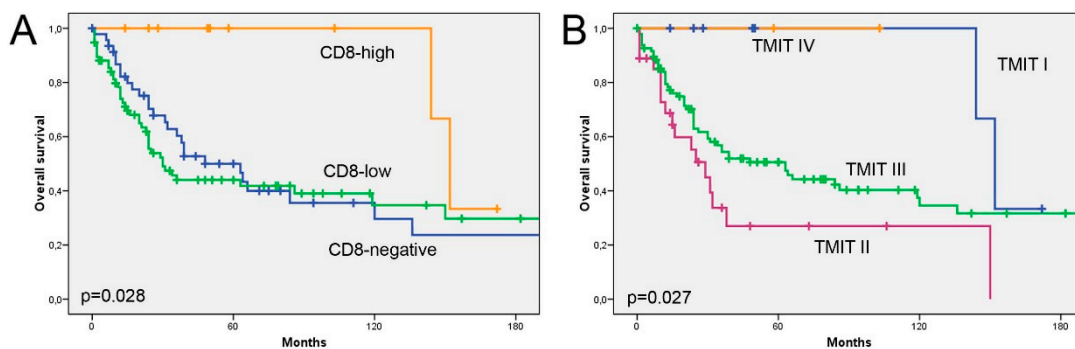 A
Overall survival
1,0
0,8
0,6
0,4
0,2
0,0
CD8-high
CD8-low
CD8-negative
p=0.028
0
60
120
180
Months
B
Overall survival
1,0
0,8
0,6
0,4
0,2
0,0
TMIT IV
TMIT I
TMIT III
TMIT II
p=0.027
0
60
120
180
Months